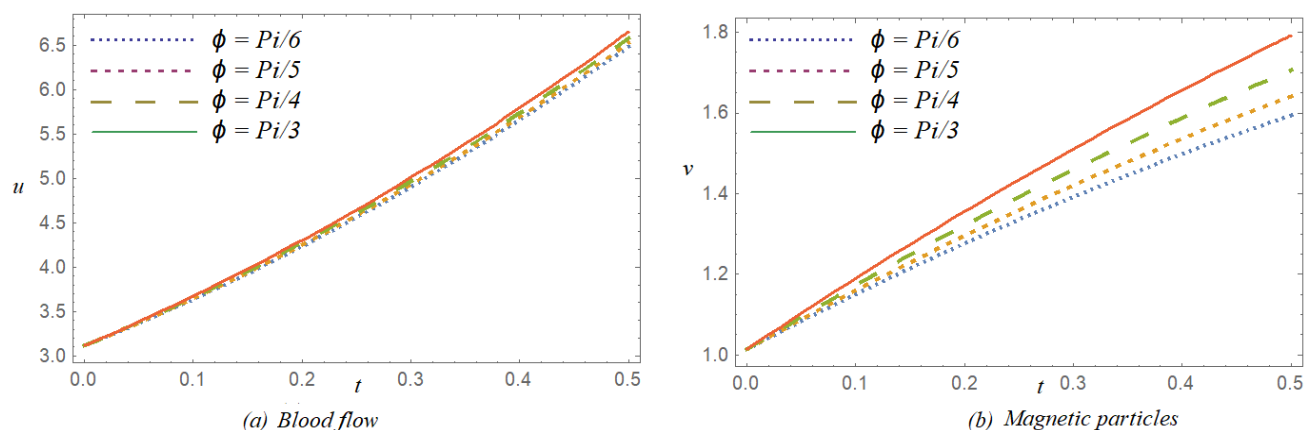 ϕ = Pi/6
ϕ = Pi/5
ϕ = Pi/4
ϕ = Pi/3
6.5
6.0
5.5
5.0
4.5
4.0
3.5
3.0
u
0.0 0.1 0.2 0.3 0.4 0.5
t
(a) Blood flow
ϕ = Pi/6
ϕ = Pi/5
ϕ = Pi/4
ϕ = Pi/3
1.8
1.6
1.4
1.2
1.0
v
0.0 0.1 0.2 0.3 0.4 0.5
t
(b) Magnetic particles